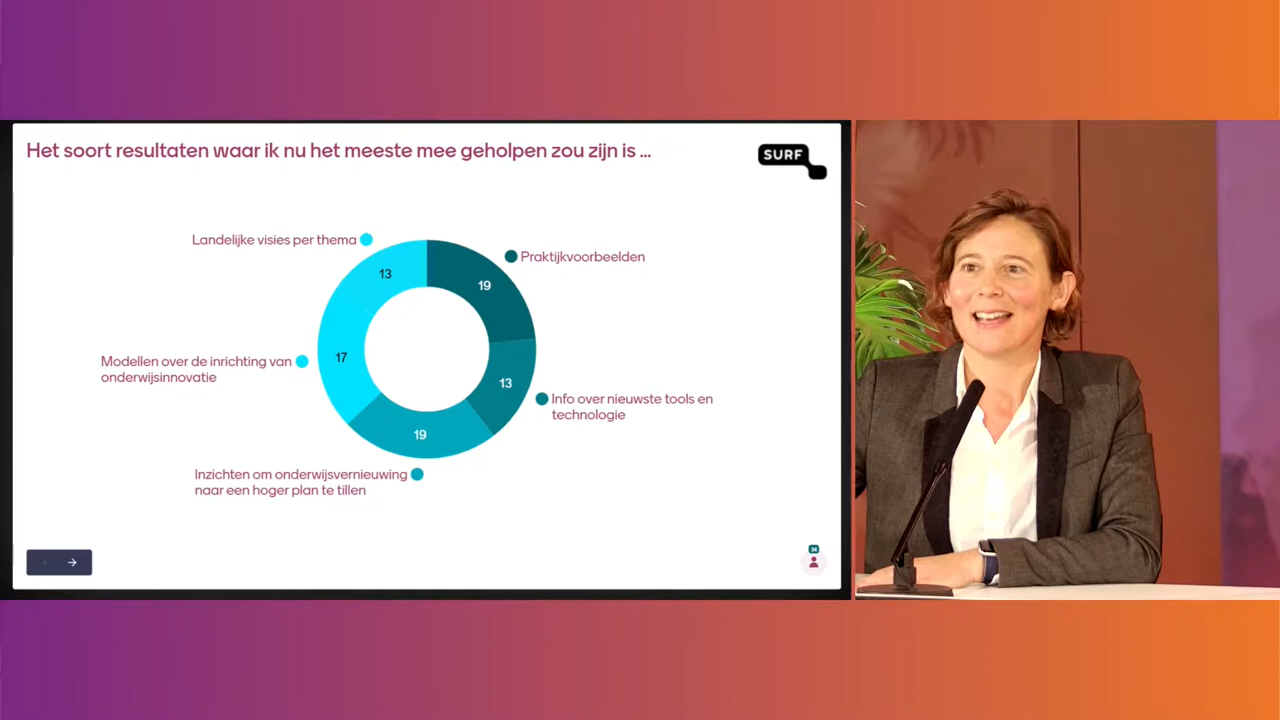 Het soort resultaten waar ik nu het meeste mee geholpen zou zijn is ...
SURF
Landelijke visies per thema
13
Praktijkvoorbeelden
19
Modellen over de inrichting van
onderwijsinnovatie
17
13
Info over nieuwste tools en
technologie
19
Inzichten om onderwijsvernieuwing
naar een hoger plan te tillen
34